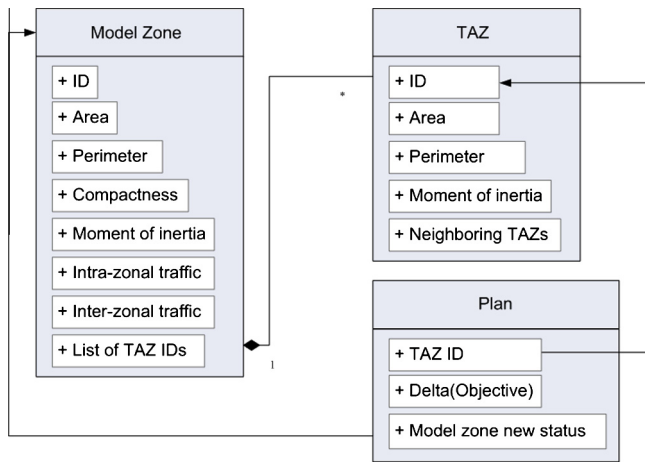 Model Zone
+ ID
+ Area
+ Perimeter
+ Compactness
+ Moment of inertia
+ Intra-zonal traffic
+ Inter-zonal traffic
+ List of TAZ IDs
1
*
TAZ
+ ID
+ Area
+ Perimeter
+ Moment of inertia
+ Neighboring TAZs
Plan
+ TAZ ID
+ Delta(Objective)
+ Model zone new status